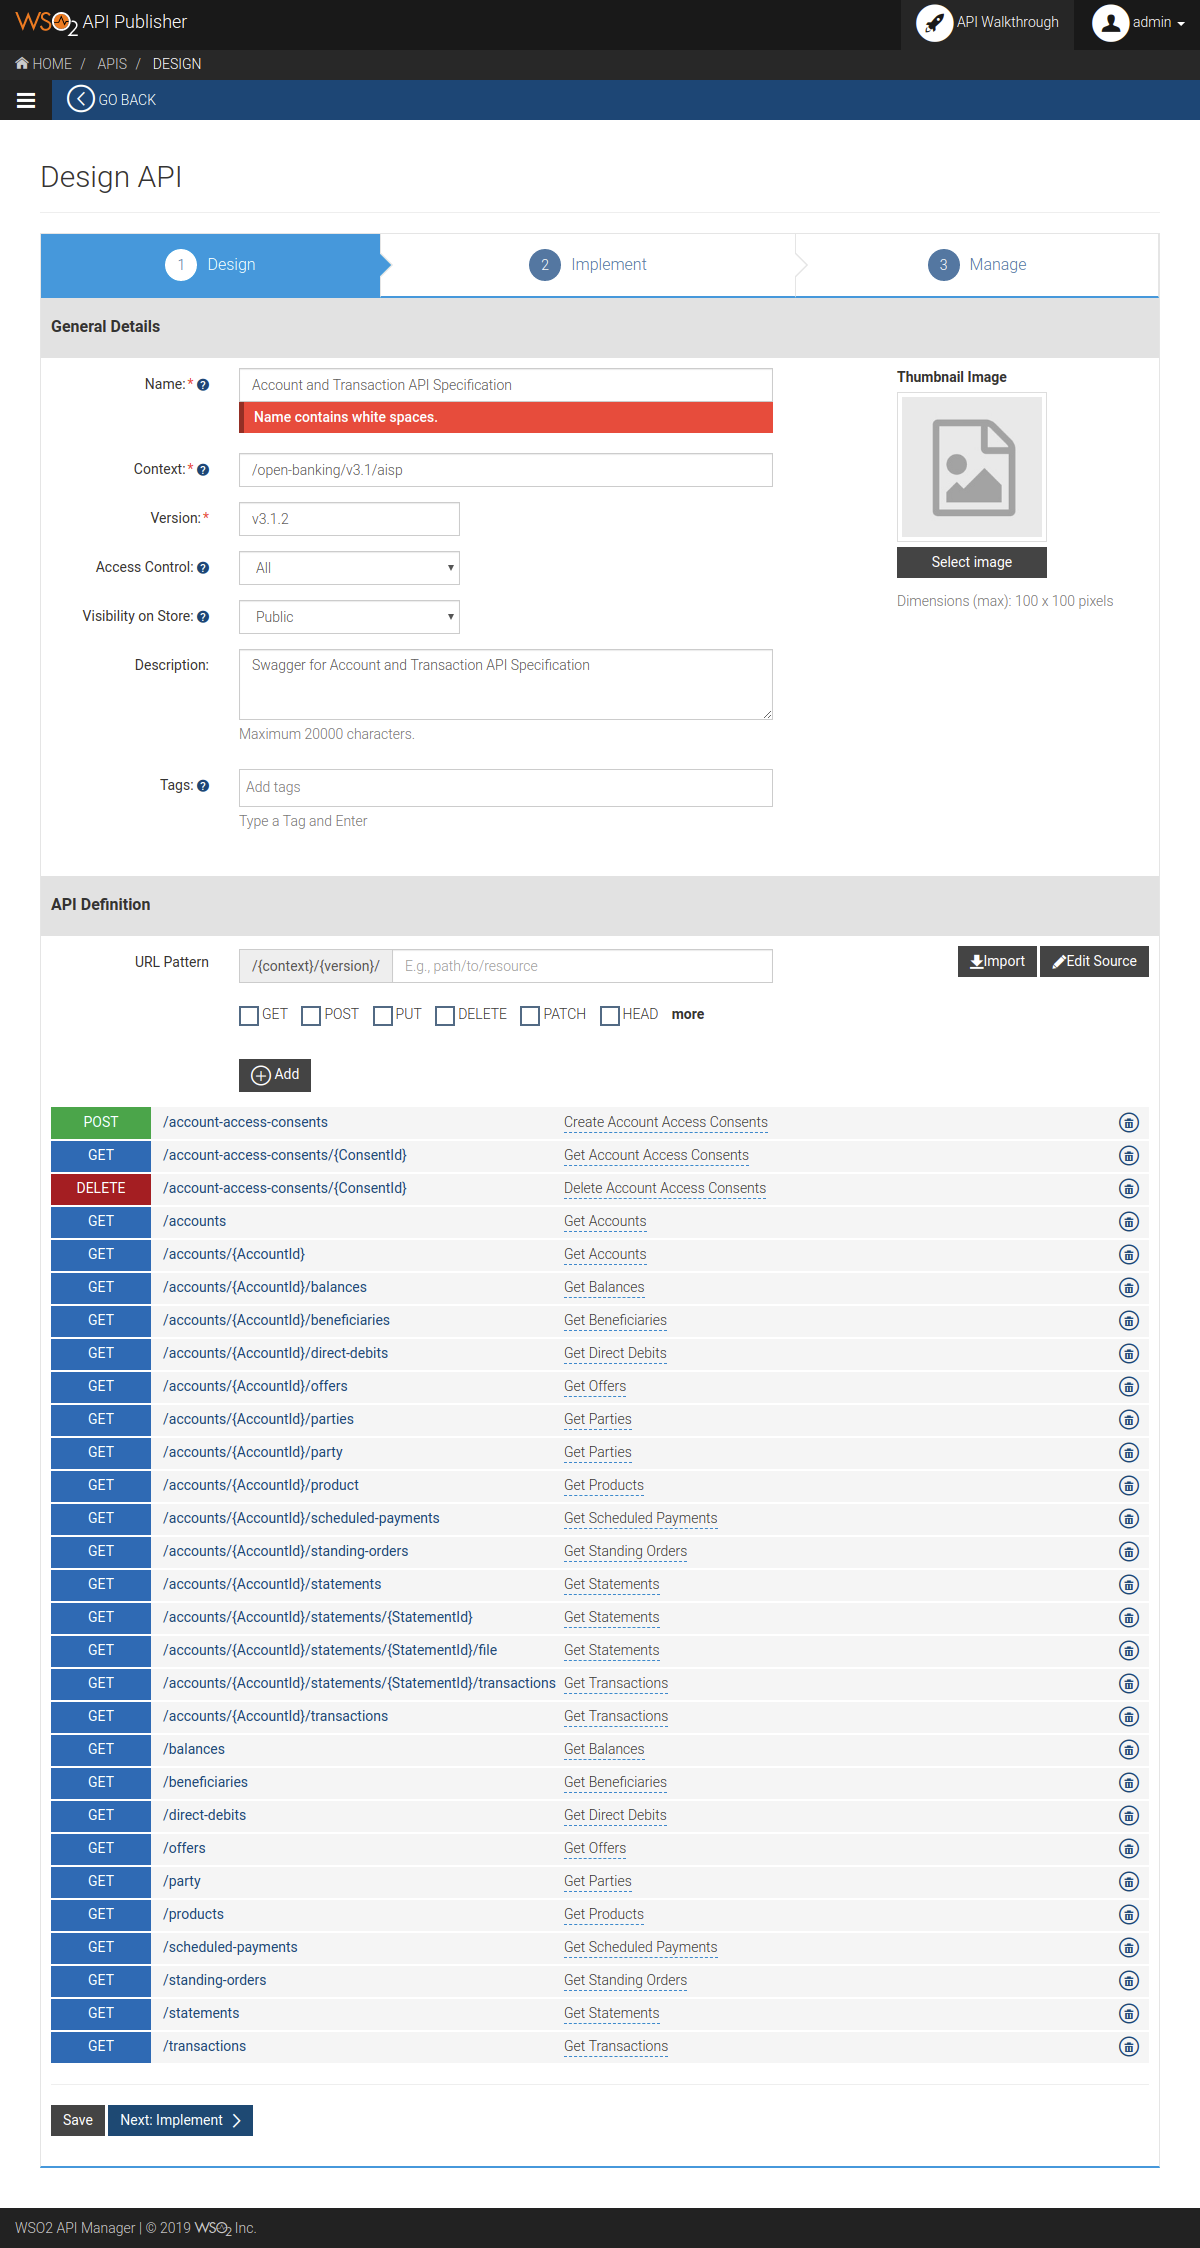 WSO2 API Publisher
API Walkthrough
admin
HOME / APIS / DESIGN
GO BACK
Design API
1 Design
2 Implement
3 Manage
General Details
Name:* ?
Account and Transaction API Specification
Name contains white spaces.
Context:* ?
/open-banking/v3.1/aisp
Version:*
v3.1.2
Access Control: ?
All
Visibility on Store: ?
Public
Description:
Swagger for Account and Transaction API Specification
Maximum 20000 characters.
Tags: ?
Add tags
Type a Tag and Enter
Thumbnail Image
Select image
Dimensions (max): 100 x 100 pixels
API Definition
URL Pattern
/{context}/{version}/ E.g., path/to/resource
Import Edit Source
GET POST PUT DELETE PATCH HEAD more
Add
POST /account-access-consents Create Account Access Consents
GET /account-access-consents/{ConsentId} Get Account Access Consents
DELETE /account-access-consents/{ConsentId} Delete Account Access Consents
GET /accounts Get Accounts
GET /accounts/{AccountId} Get Accounts
GET /accounts/{AccountId}/balances Get Balances
GET /accounts/{AccountId}/beneficiaries Get Beneficiaries
GET /accounts/{AccountId}/direct-debits Get Direct Debits
GET /accounts/{AccountId}/offers Get Offers
GET /accounts/{AccountId}/parties Get Parties
GET /accounts/{AccountId}/party Get Parties
GET /accounts/{AccountId}/product Get Products
GET /accounts/{AccountId}/scheduled-payments Get Scheduled Payments
GET /accounts/{AccountId}/standing-orders Get Standing Orders
GET /accounts/{AccountId}/statements Get Statements
GET /accounts/{AccountId}/statements/{StatementId} Get Statements
GET /accounts/{AccountId}/statements/{StatementId}/file Get Statements
GET /accounts/{AccountId}/statements/{StatementId}/transactions Get Transactions
GET /accounts/{AccountId}/transactions Get Transactions
GET /balances Get Balances
GET /beneficiaries Get Beneficiaries
GET /direct-debits Get Direct Debits
GET /offers Get Offers
GET /party Get Parties
GET /products Get Products
GET /scheduled-payments Get Scheduled Payments
GET /standing-orders Get Standing Orders
GET /statements Get Statements
GET /transactions Get Transactions
Save
Next: Implement
WSO2 API Manager | © 2019 WSO2 Inc.